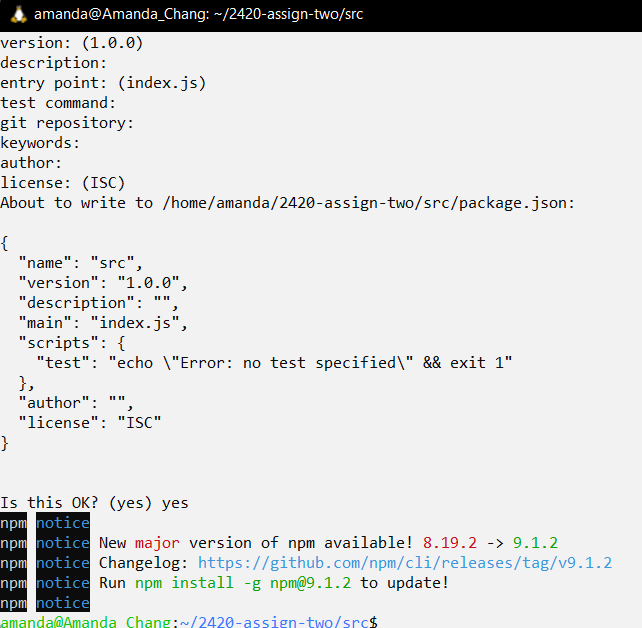 amanda@Amanda_Chang: ~/2420-assign-two/src
version: (1.0.0)
description:
entry point: (index.js)
test command:
git repository:
keywords:
author:
license: (ISC)
About to write to /home/amanda/2420-assign-two/src/package.json:
{
  "name": "src",
  "version": "1.0.0",
  "description": "",
  "main": "index.js",
  "scripts": {
    "test": "echo \"Error: no test specified\" && exit 1"
  },
  "author": "",
  "license": "ISC"
}
Is this OK? (yes) yes
npm notice
npm notice New major version of npm available! 8.19.2 -> 9.1.2
npm notice Changelog: https://github.com/npm/cli/releases/tag/v9.1.2
npm notice Run npm install -g npm@9.1.2 to update!
npm notice
amanda@Amanda_Chang:~/2420-assign-two/src$